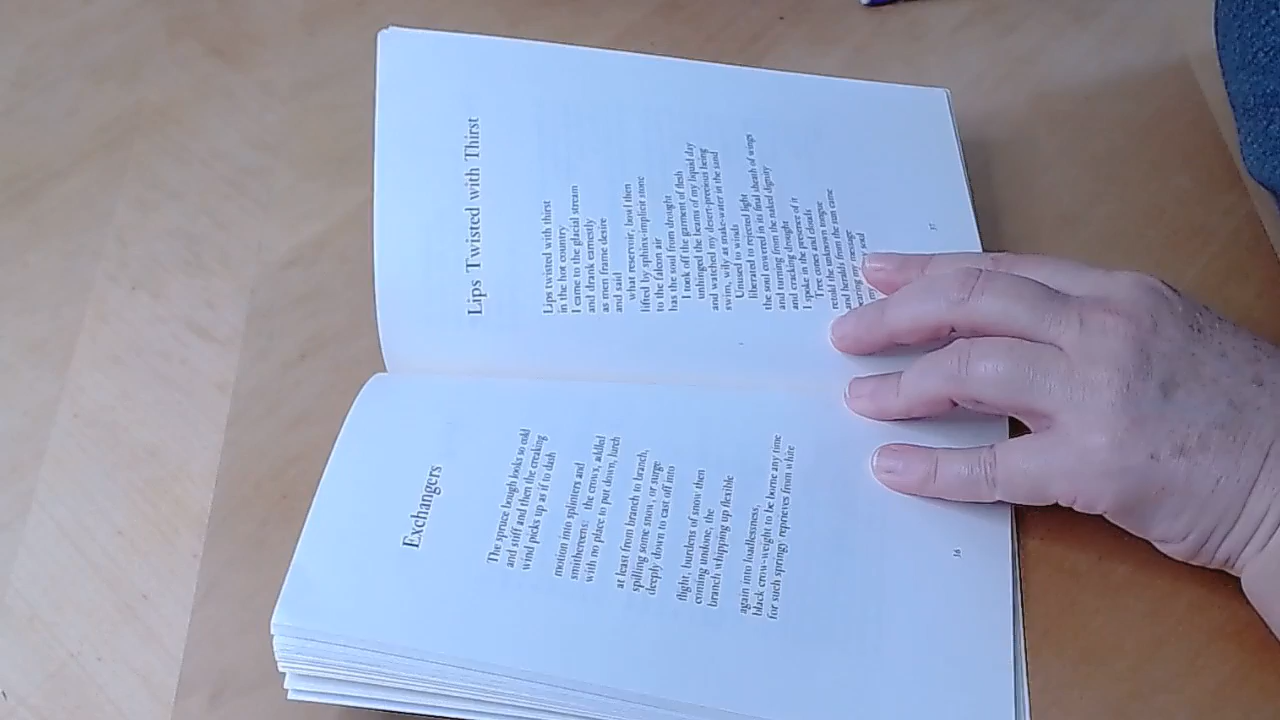 Exchangers
The spruce bough looks so cold
and stiff and then the creaking
wind picks up as if to dash
motion into splinters and
smithereens: the crows, addled
with no place to put down, lurch
at least from branch to branch,
spilling some snow, or surge
deeply down to cast off into
flight, burdens of snow then
coming undone, the
branch whipping up flexible
again into loadlessness,
black crow-weight to be borne any time
for such springy reprieves from white
36
Lips Twisted with Thirst
Lips twisted with thirst
in the hot country
I came to the glacial stream
and drank earnestly
as men frame desire
and said
what reservoir, bowl then
lifted by sphinx-implicit stone
to the falcon air
has the soul from drought
I took off the garment of flesh
unhinged the seams of my liquid day
and watched my desert-precious being
swim, wily as snake-water in the sand
Unused to winds
liberated to rejected light
the soul cowered in its final sheath of wings
and turning from the naked dignity
and cracking drought
I spoke in the presence of it
Tree cones and clouds
retold the unknown tongue
and heralds from the sun came
my message
my soul
37